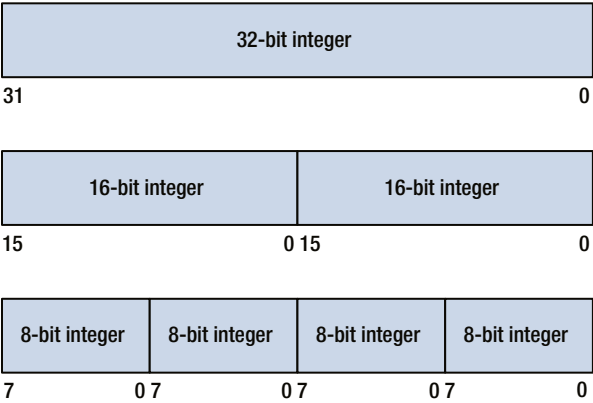 32-bit integer
31 0
16-bit integer 16-bit integer
15 0 15 0
8-bit integer 8-bit integer 8-bit integer 8-bit integer
7 0 7 0 7 0 7 0